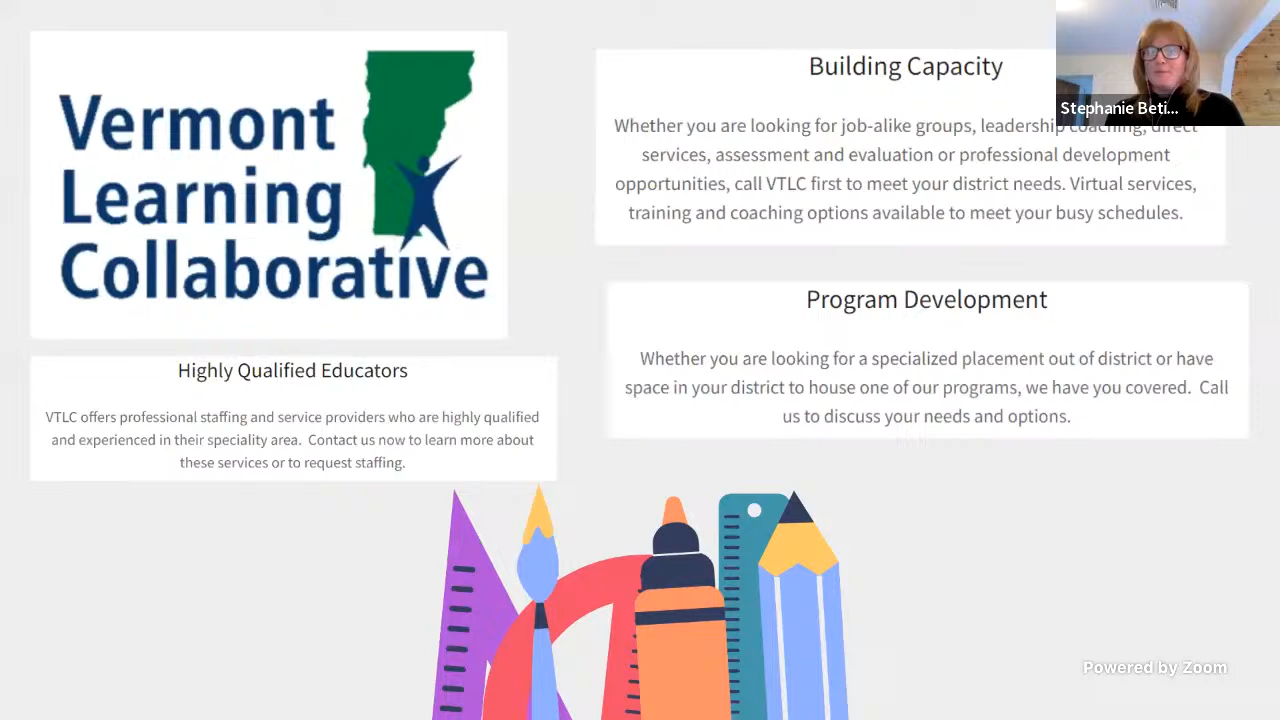 Vermont
Learning
Collaborative
Highly Qualified Educators
VTLC offers professional staffing and service providers who are highly qualified
and experienced in their speciality area. Contact us now to learn more about
these services or to request staffing.
Building Capacity
Whether you are looking for job-alike groups, leadership coaching, direct
services, assessment and evaluation or professional development
opportunities, call VTLC first to meet your district needs. Virtual services,
training and coaching options available to meet your busy schedules.
Program Development
Whether you are looking for a specialized placement out of district or have
space in your district to house one of our programs, we have you covered. Call
us to discuss your needs and options.
Stephanie Beti...
Powered by Zoom